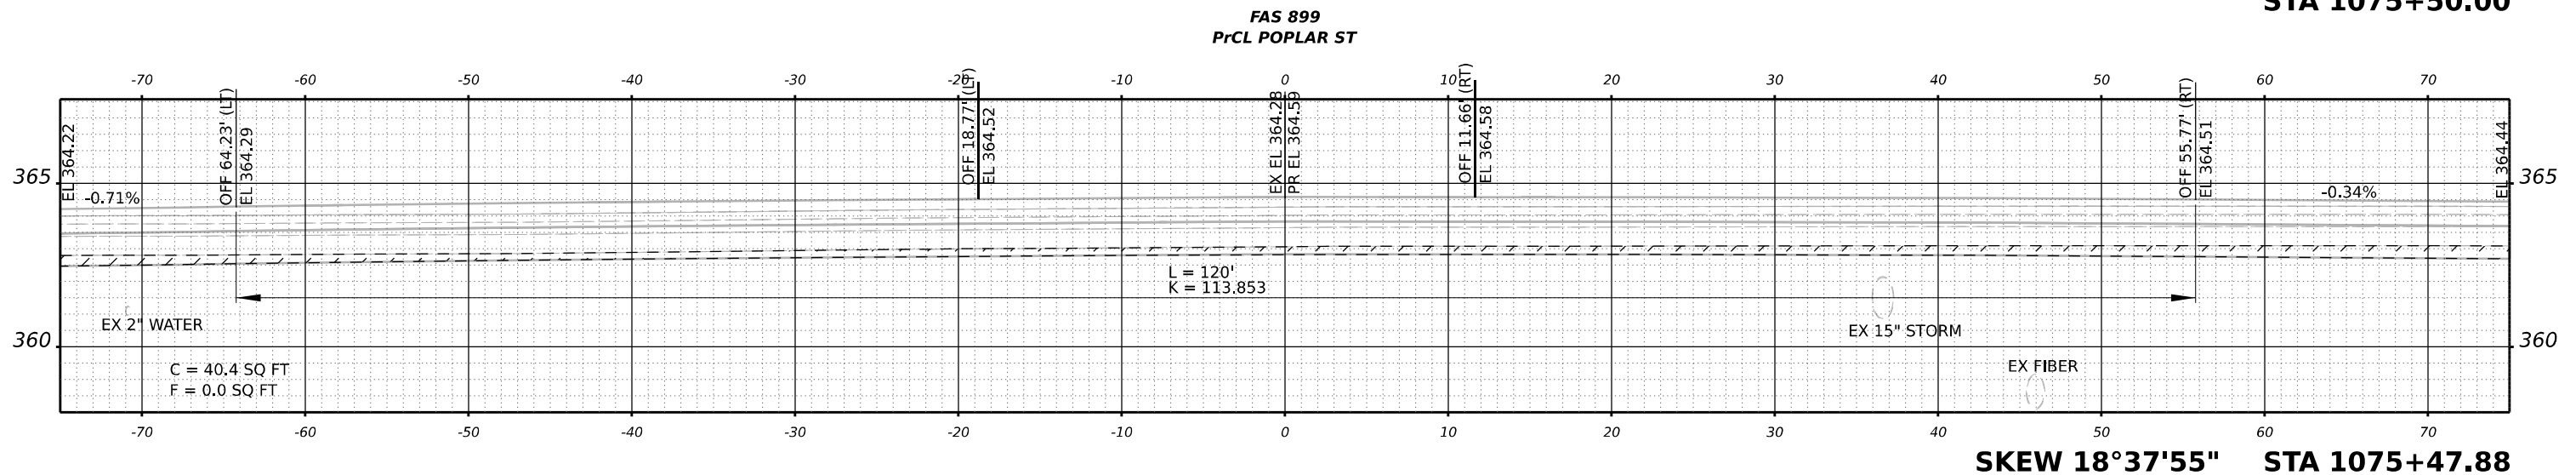 STA 1075+50.00
FAS 899
PrCL POPLAR ST
-70 -60 -50 -40 -30 -20 -10 0 10 20 30 40 50 60 70
EL 364.22
OFF 64.23' (LT)
EL 364.29
OFF 18.77' (LT)
EL 364.52
EX EL 364.28
PR EL 364.59
OFF 11.66' (RT)
EL 364.58
OFF 55.77' (RT)
EL 364.51
EL 364.44
365 365
-0.71% -0.34%
L = 120'
K = 113.853
EX 2" WATER
EX 15" STORM
360 360
EX FIBER
C = 40.4 SQ FT
F = 0.0 SQ FT
-70 -60 -50 -40 -30 -20 -10 0 10 20 30 40 50 60 70
SKEW 18°37'55" STA 1075+47.88